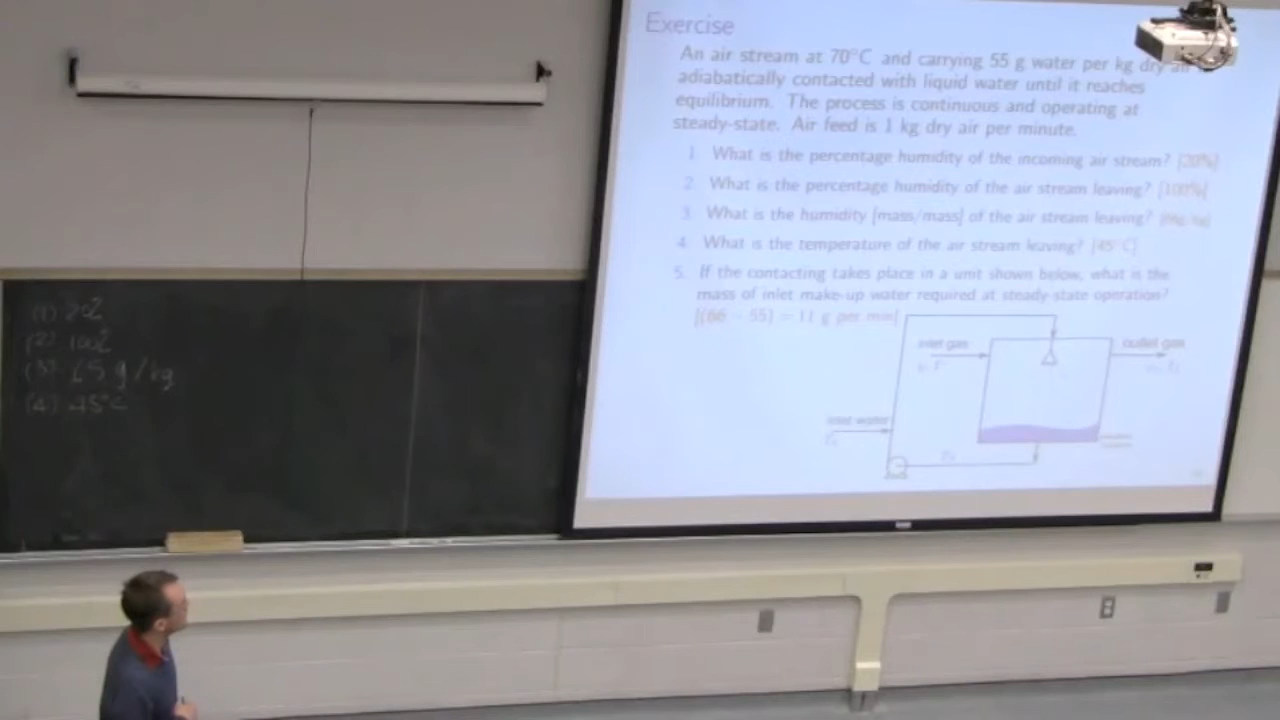 Exercise
An air stream at 70°C and carrying 55 g water per kg dry air is
adiabatically contacted with liquid water until it reaches
equilibrium. The process is continuous and operating at
steady-state. Air feed is 1 kg dry air per minute.
1. What is the percentage humidity of the incoming air stream? [20%]
2. What is the percentage humidity of the air stream leaving? [100%]
3. What is the humidity [mass/mass] of the air stream leaving?
4. What is the temperature of the air stream leaving? [45°C]
5. If the contacting takes place in a unit shown below, what is the
mass of inlet make-up water required at steady-state operation?
[(66 - 55) = 11 g per min]
inlet gas
outlet gas
inlet water
(1) 20%
(2) 100%
(3) 65 g/kg
(4) 45°C